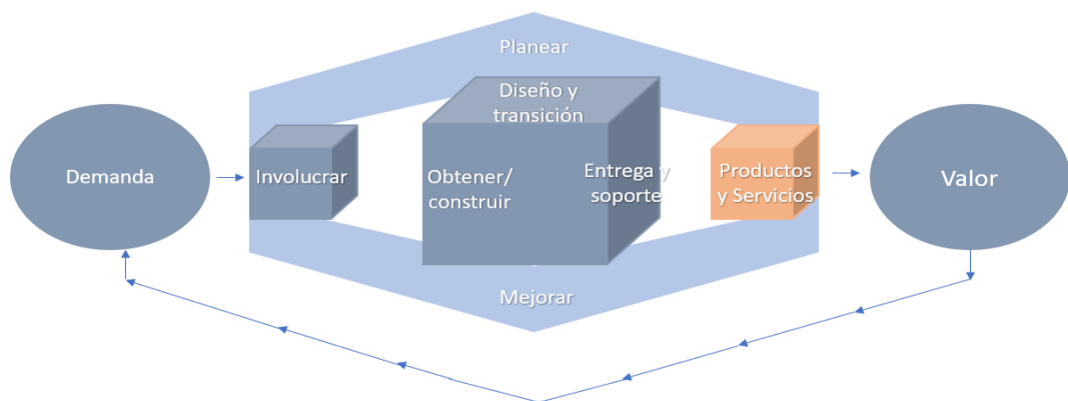 Planear
Diseño y
transición
Demanda
Involucrar
Obtener/
construir
Entrega y
soporte
Productos
y Servicios
Valor
Mejorar